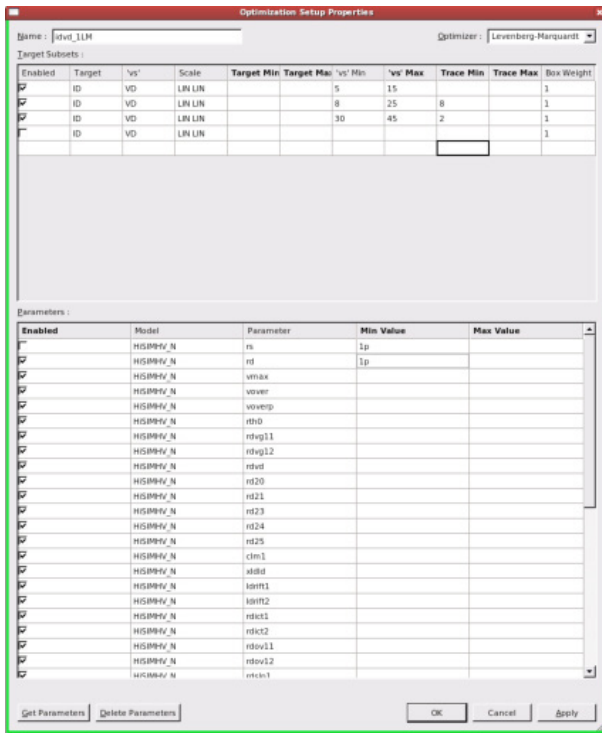 Optimization Setup Properties
Name : idvd_1LM Optimizer : Levenberg-Marquardt
Target Subsets :
Enabled Target 'vs' Scale Target Min Target Max 'vs' Min 'vs' Max Trace Min Trace Max Box Weight
ID VD LIN LIN 5 15 1
ID VD LIN LIN 8 25 8 1
ID VD LIN LIN 30 45 2 1
ID VD LIN LIN 1
Parameters :
Enabled Model Parameter Min Value Max Value
HiSIMHV_N rs 1p
HiSIMHV_N rd 1p
HiSIMHV_N vmax
HiSIMHV_N vover
HiSIMHV_N voverp
HiSIMHV_N rth0
HiSIMHV_N rdvg11
HiSIMHV_N rdvg12
HiSIMHV_N rdvd
HiSIMHV_N rd20
HiSIMHV_N rd21
HiSIMHV_N rd23
HiSIMHV_N rd24
HiSIMHV_N rd25
HiSIMHV_N clm1
HiSIMHV_N xldld
HiSIMHV_N ldrift1
HiSIMHV_N ldrift2
HiSIMHV_N rdict1
HiSIMHV_N rdict2
HiSIMHV_N rdov11
HiSIMHV_N rdov12
HiSIMHV_N rdslp1
Get Parameters Delete Parameters OK Cancel Apply